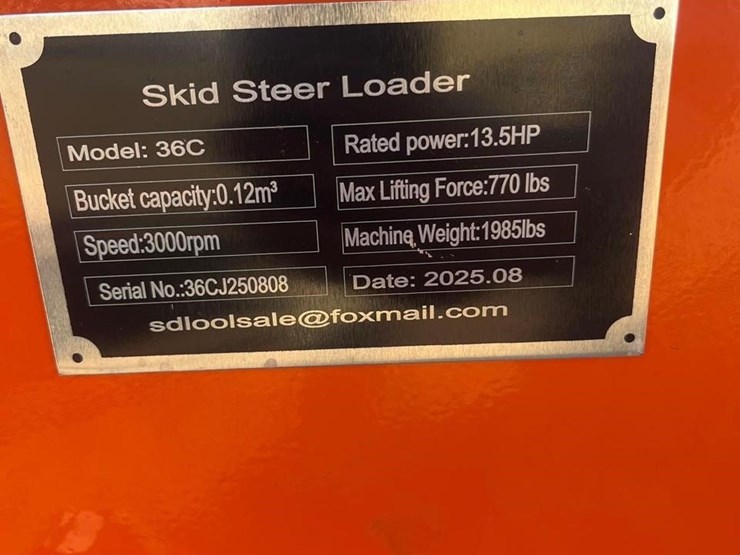 Skid Steer Loader
Model: 36C
Rated power:13.5HP
Bucket capacity:0.12m³
Max Lifting Force:770 lbs
Speed:3000rpm
Machine Weight:1985lbs
Serial No.:36CJ250808
Date: 2025.08
sdloolsale@foxmail.com